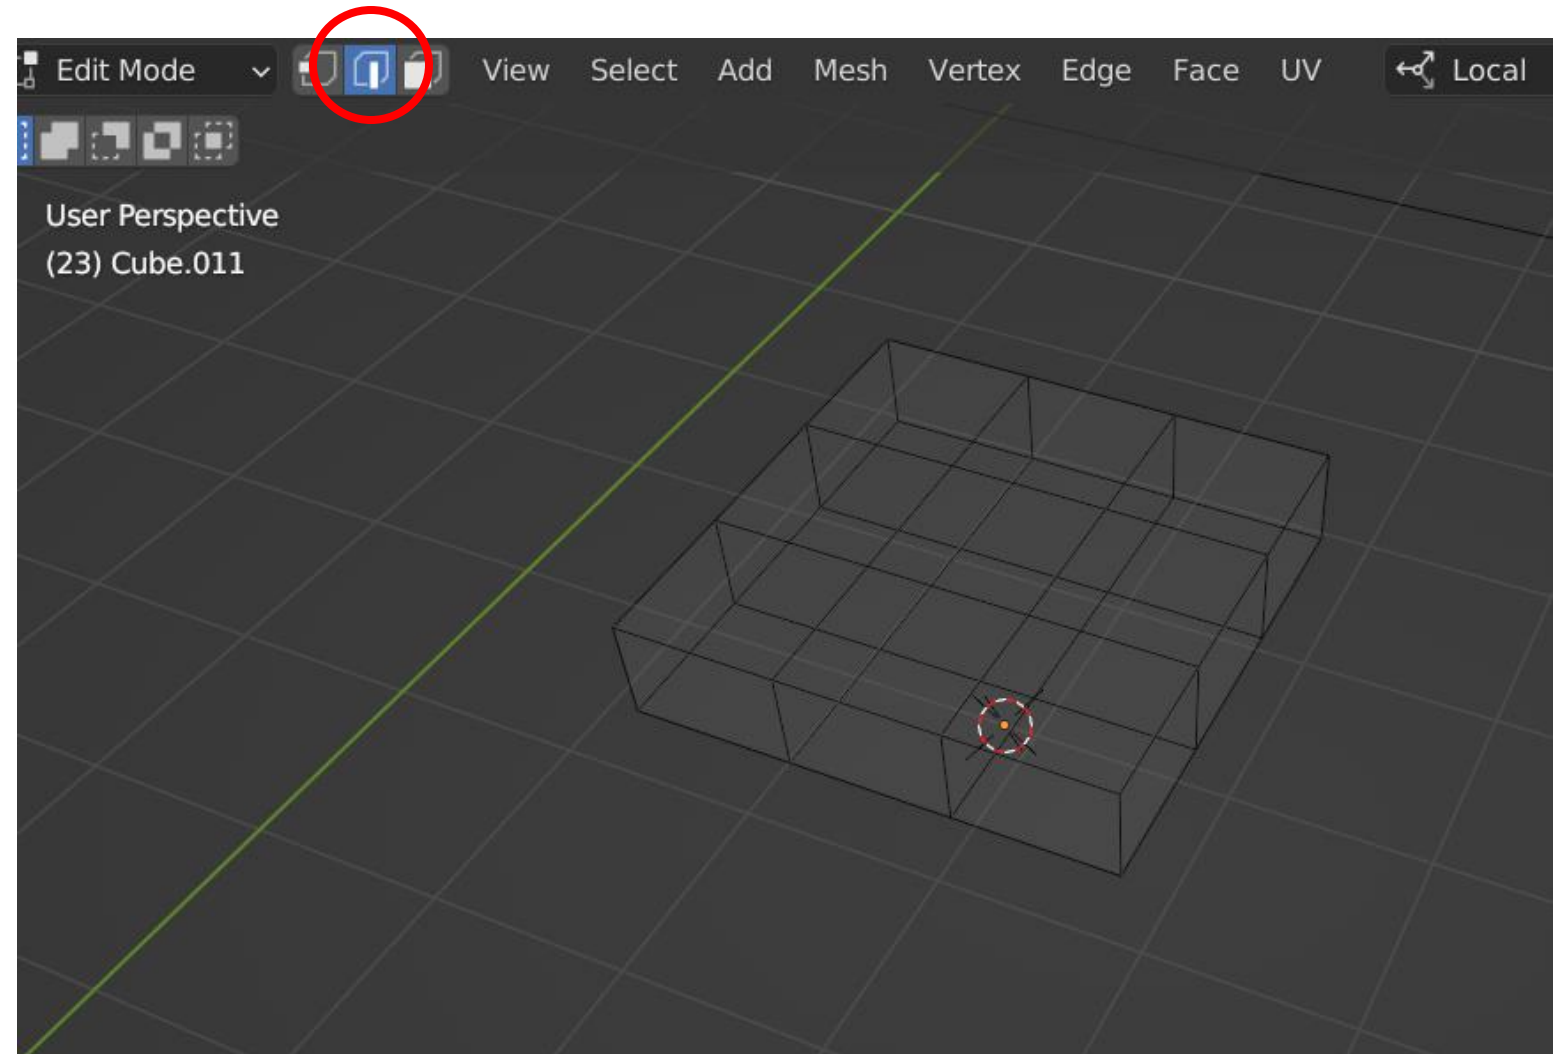 Edit Mode View Select Add Mesh Vertex Edge Face UV Local
User Perspective
(23) Cube.011